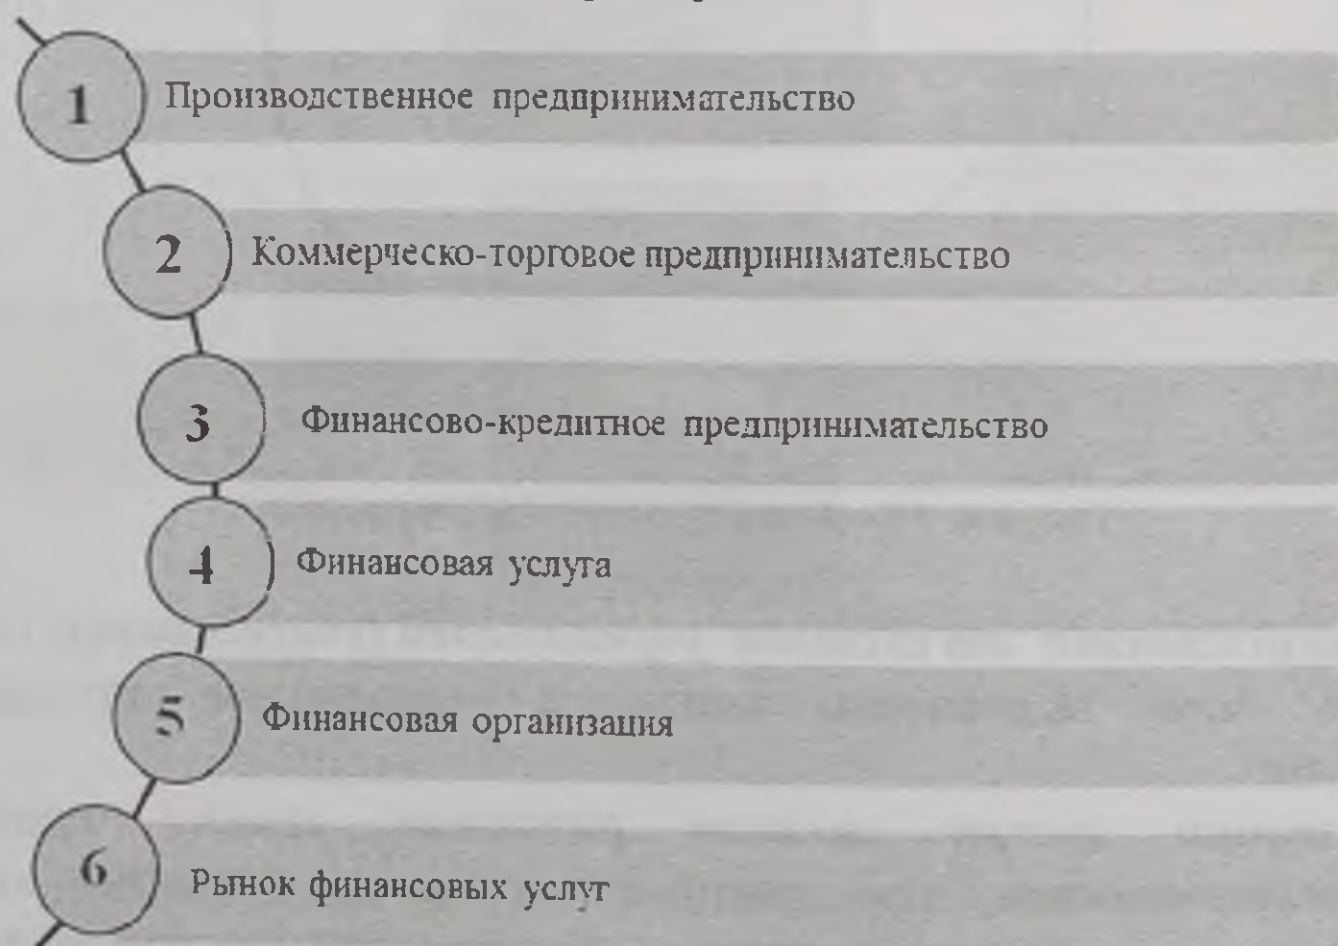 1 Производственное предпринимательство
2 Коммерческо-торговое предпринимательство
3 Финансово-кредитное предпринимательство
4 Финансовая услуга
5 Финансовая организация
6 Рынок финансовых услуг